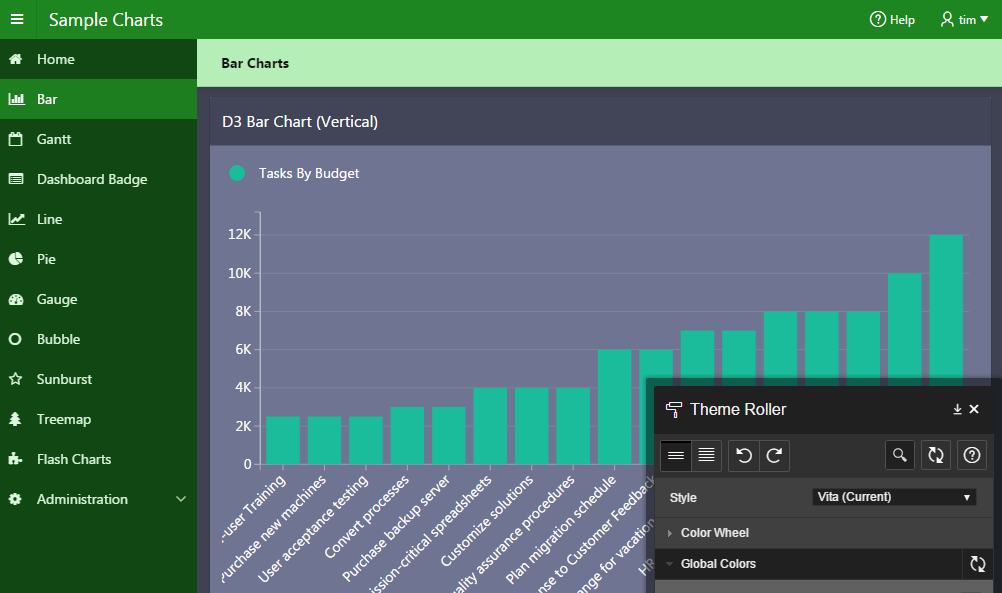 Sample Charts
Help
tim
Home
Bar
Gantt
Dashboard Badge
Line
Pie
Gauge
Bubble
Sunburst
Treemap
Flash Charts
Administration
Bar Charts
D3 Bar Chart (Vertical)
Tasks By Budget
12K
10K
8K
6K
4K
2K
0
-user Training
Purchase new machines
User acceptance testing
Convert processes
Purchase backup server
ission-critical spreadsheets
Customize solutions
ality assurance procedures
Plan migration schedule
nse to Customer Feedback
nge for vacation
HR
Theme Roller
Style
Vita (Current)
Color Wheel
Global Colors